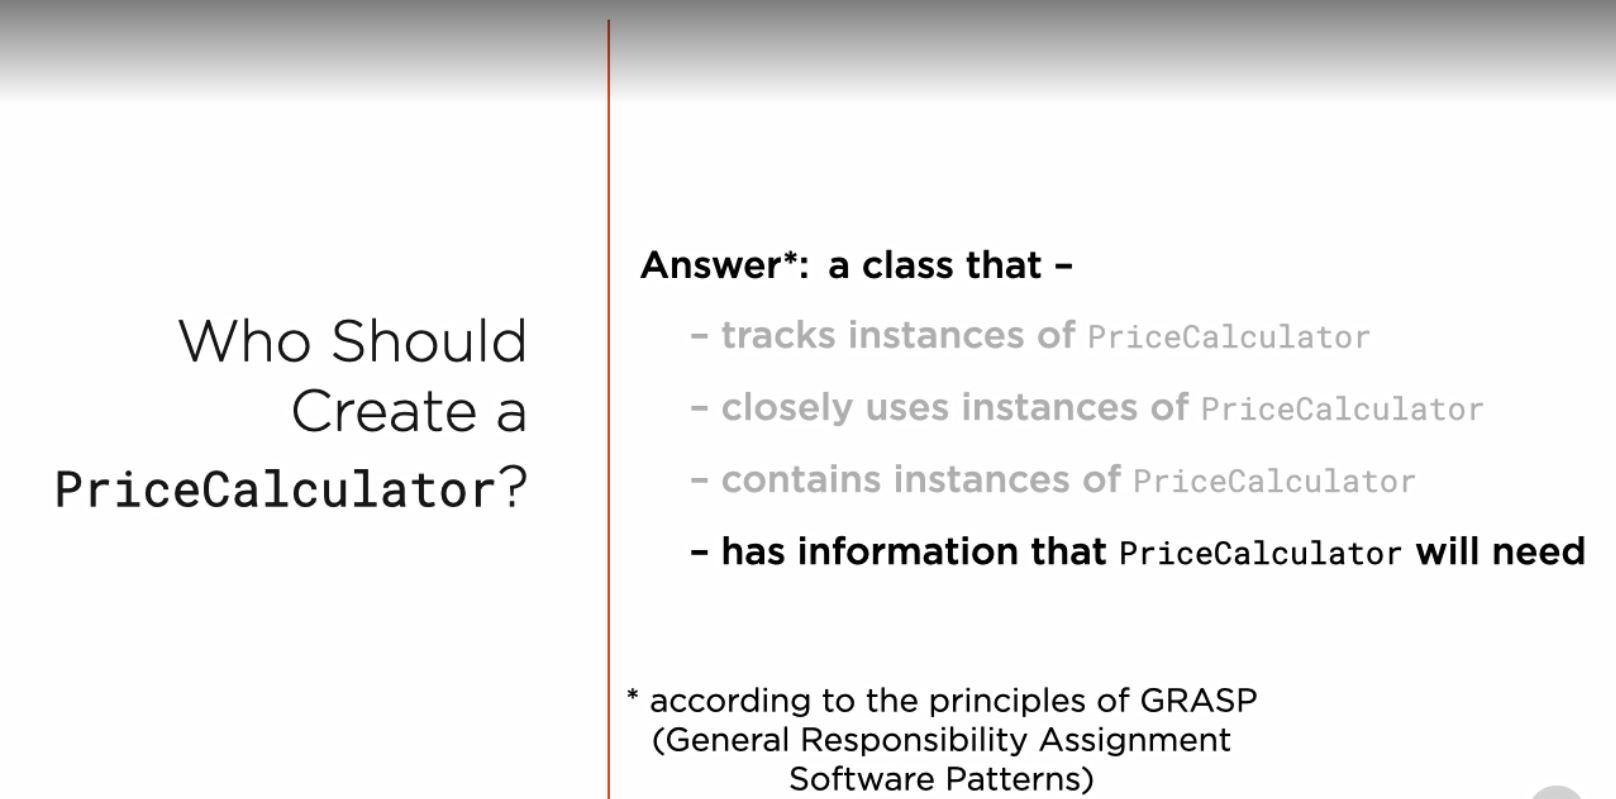 Who Should
Create a
PriceCalculator?
Answer*: a class that –
– tracks instances of PriceCalculator
– closely uses instances of PriceCalculator
– contains instances of PriceCalculator
– has information that PriceCalculator will need
* according to the principles of GRASP
(General Responsibility Assignment
Software Patterns)